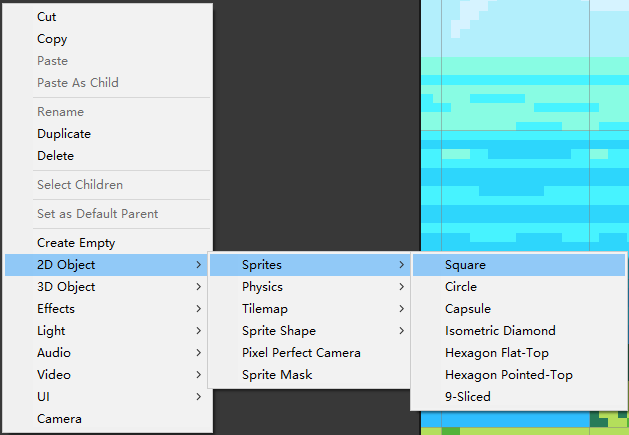 Cut
Copy
Paste
Paste As Child
Rename
Duplicate
Delete
Select Children
Set as Default Parent
Create Empty
2D Object
3D Object
Effects
Light
Audio
Video
UI
Camera
Sprites
Physics
Tilemap
Sprite Shape
Pixel Perfect Camera
Sprite Mask
Square
Circle
Capsule
Isometric Diamond
Hexagon Flat-Top
Hexagon Pointed-Top
9-Sliced